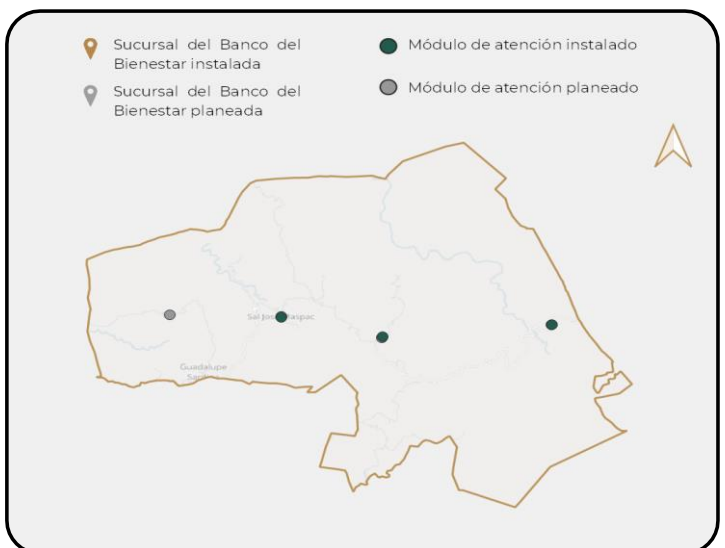 Sucursal del Banco del
Bienestar instalada
Sucursal del Banco del
Bienestar planeada
Módulo de atención instalado
Módulo de atención planeado
Guadalupe